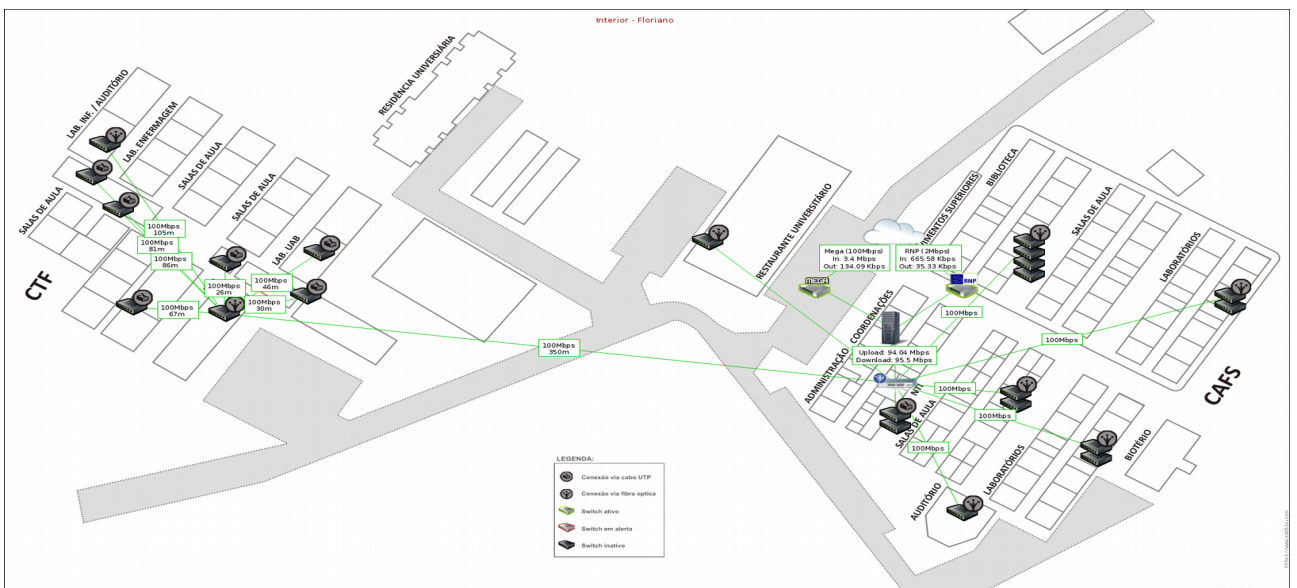 Interior - Floriano
LAB. INF. / AUDITÓRIO
LAB. ENFERMAGEM
SALAS DE AULA
SALAS DE AULA
SALAS DE AULA
LAB. UAB
CTF
RESIDÊNCIA UNIVERSIÁRIA
RESTAURANTE UNIVERSITÁRIO
BIBLIOTECA
SALAS DE AULA
LABORATÓRIOS
COORDENAÇÕES
ADMINISTRAÇÃO
NTI
SALAS DE AULA
LABORATÓRIOS
AUDITÓRIO
BIOTÉRIO
CAFS
100Mbps
105m
100Mbps
81m
100Mbps
86m
100Mbps
26m
100Mbps
46m
100Mbps
30m
100Mbps
67m
100Mbps
350m
Mega (100Mbps)
In: 3.4 Mbps
Out: 134.09 Kbps
RNP (2Mbps)
In: 665.58 Kbps
Out: 35.33 Kbps
MEGA
RNP
100Mbps
Upload: 94.04 Mbps
Download: 95.5 Mbps
100Mbps
100Mbps
100Mbps
100Mbps
LEGENDA:
Conexão via cabo UTP
Conexão via fibra optica
Switch ativo
Switch em alerta
Switch inativo